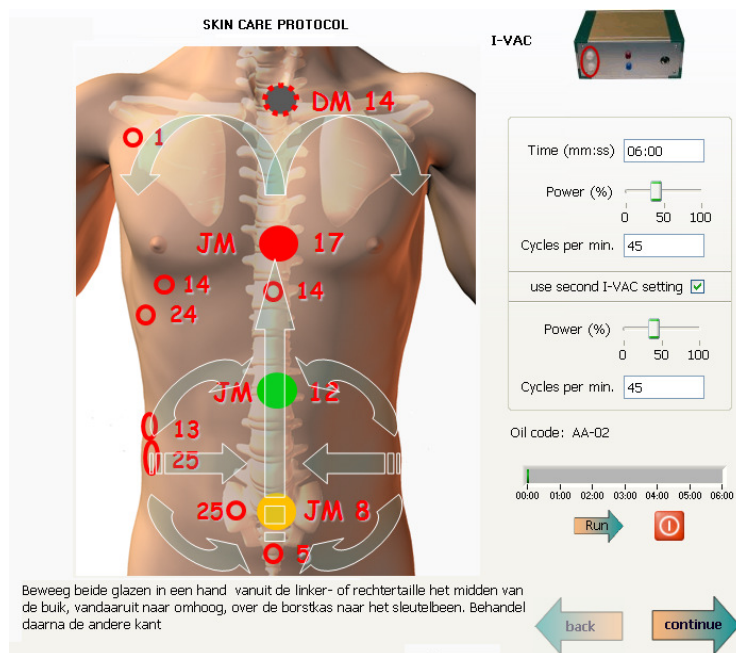 SKIN CARE PROTOCOL
I-VAC
DM 14
1
JM 17
14
14
24
JM 12
13
25
25
JM 8
5
Time (mm:ss) 06:00
Power (%)
0 50 100
Cycles per min. 45
use second I-VAC setting
Power (%)
0 50 100
Cycles per min. 45
Oil code: AA-02
00:00 01:00 02:00 03:00 04:00 05:00 06:00
Run
Beweeg beide glazen in een hand vanuit de linker- of rechtertaille het midden van
de buik, vandaaruit naar omhoog, over de borstkas naar het sleutelbeen. Behandel
daarna de andere kant
back
continue